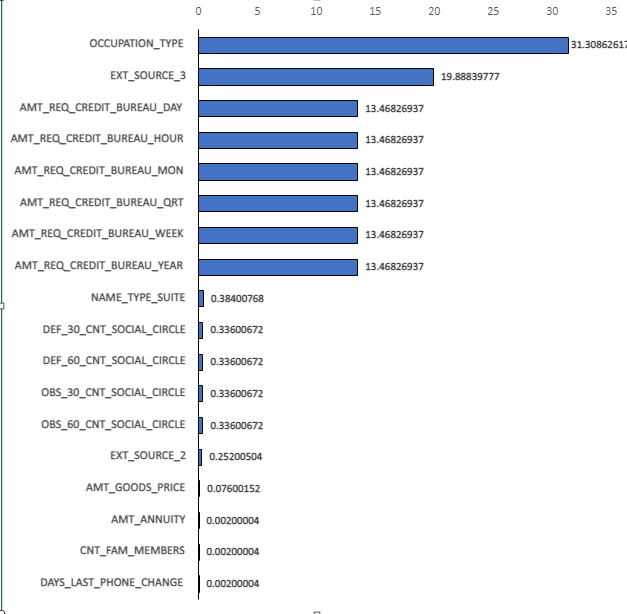 0 5 10 15 20 25 30 35
OCCUPATION_TYPE 31.30862617
EXT_SOURCE_3 19.88839777
AMT_REQ_CREDIT_BUREAU_DAY 13.46826937
AMT_REQ_CREDIT_BUREAU_HOUR 13.46826937
AMT_REQ_CREDIT_BUREAU_MON 13.46826937
AMT_REQ_CREDIT_BUREAU_QRT 13.46826937
AMT_REQ_CREDIT_BUREAU_WEEK 13.46826937
AMT_REQ_CREDIT_BUREAU_YEAR 13.46826937
NAME_TYPE_SUITE 0.38400768
DEF_30_CNT_SOCIAL_CIRCLE 0.33600672
DEF_60_CNT_SOCIAL_CIRCLE 0.33600672
OBS_30_CNT_SOCIAL_CIRCLE 0.33600672
OBS_60_CNT_SOCIAL_CIRCLE 0.33600672
EXT_SOURCE_2 0.25200504
AMT_GOODS_PRICE 0.07600152
AMT_ANNUITY 0.00200004
CNT_FAM_MEMBERS 0.00200004
DAYS_LAST_PHONE_CHANGE 0.00200004